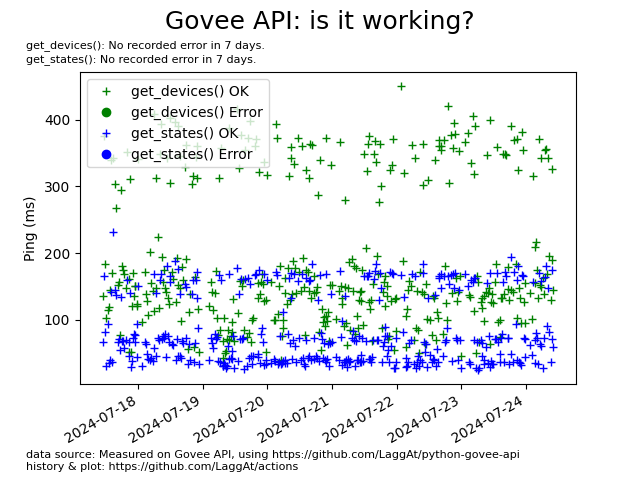 Govee API: is it working?
get_devices(): No recorded error in 7 days.
get_states(): No recorded error in 7 days.
get_devices() OK
get_devices() Error
get_states() OK
get_states() Error
400
300
200
100
Ping (ms)
2024-07-18
2024-07-19
2024-07-20
2024-07-21
2024-07-22
2024-07-23
2024-07-24
data source: Measured on Govee API, using https://github.com/LaggAt/python-govee-api
history & plot: https://github.com/LaggAt/actions